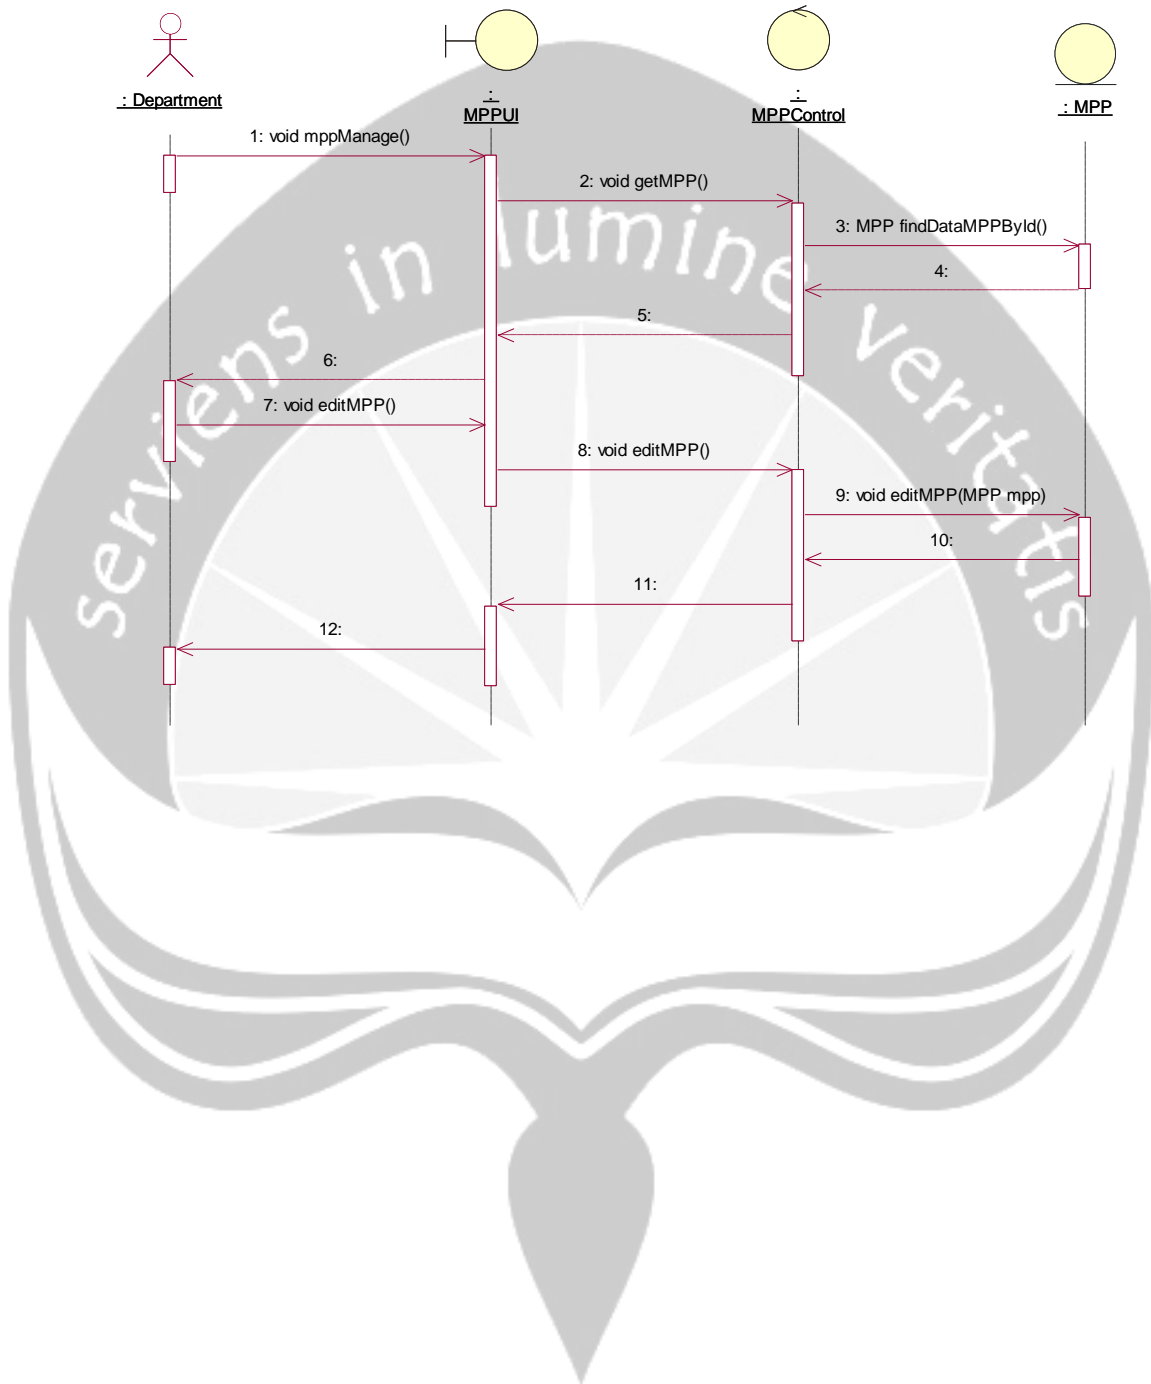 : Department
:
MPPUI
:
MPPControl
: MPP
1: void mppManage()
2: void getMPP()
3: MPP findDataMPPById()
4:
5:
6:
7: void editMPP()
8: void editMPP()
9: void editMPP(MPP mpp)
10:
11:
12:
serviens in lumine veritatis